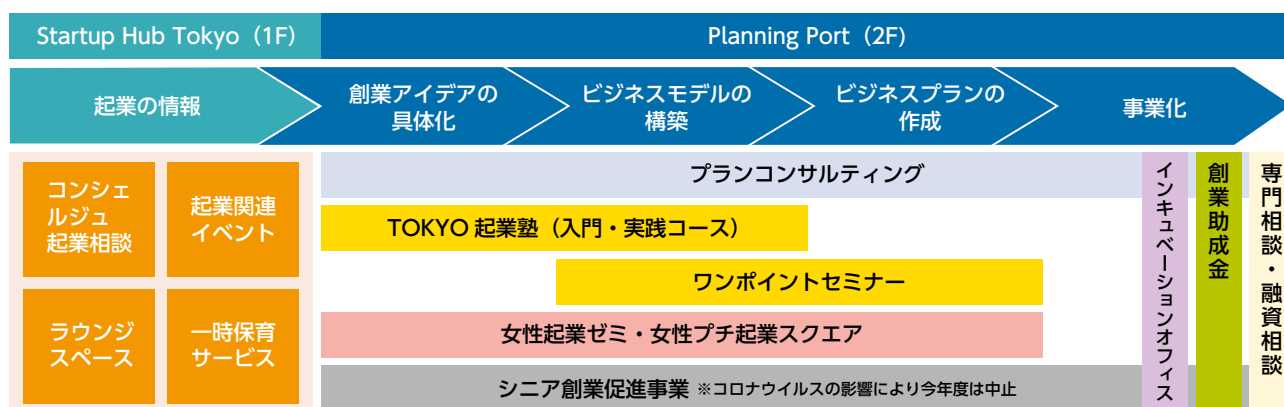 Startup Hub Tokyo（1F）
Planning Port（2F）
起業の情報
創業アイデアの
具体化
ビジネスモデルの
構築
ビジネスプランの
作成
事業化
コンシェ
ルジュ
起業相談
起業関連
イベント
ラウンジ
スペース
一時保育
サービス
プランコンサルティング
TOKYO 起業塾（入門・実践コース）
ワンポイントセミナー
女性起業ゼミ・女性プチ起業スクエア
シニア創業促進事業 ※コロナウイルスの影響により今年度は中止
インキュベーションオフィス
創業助成金
専門相談・融資相談